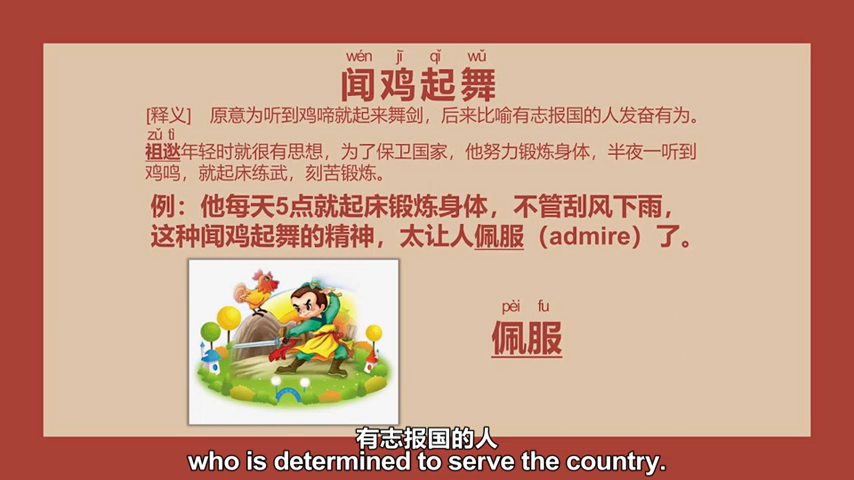 wén jī qǐ wǔ
闻鸡起舞
[释义] 原意为听到鸡啼就起来舞剑，后来比喻有志报国的人发奋有为。
zǔ tì
祖逖年轻时就很有思想，为了保卫国家，他努力锻炼身体，半夜一听到
鸡鸣，就起床练武，刻苦锻炼。
例：他每天5点就起床锻炼身体，不管刮风下雨，
这种闻鸡起舞的精神，太让人佩服（admire）了。
pèi fu
佩服
有志报国的人
who is determined to serve the country.